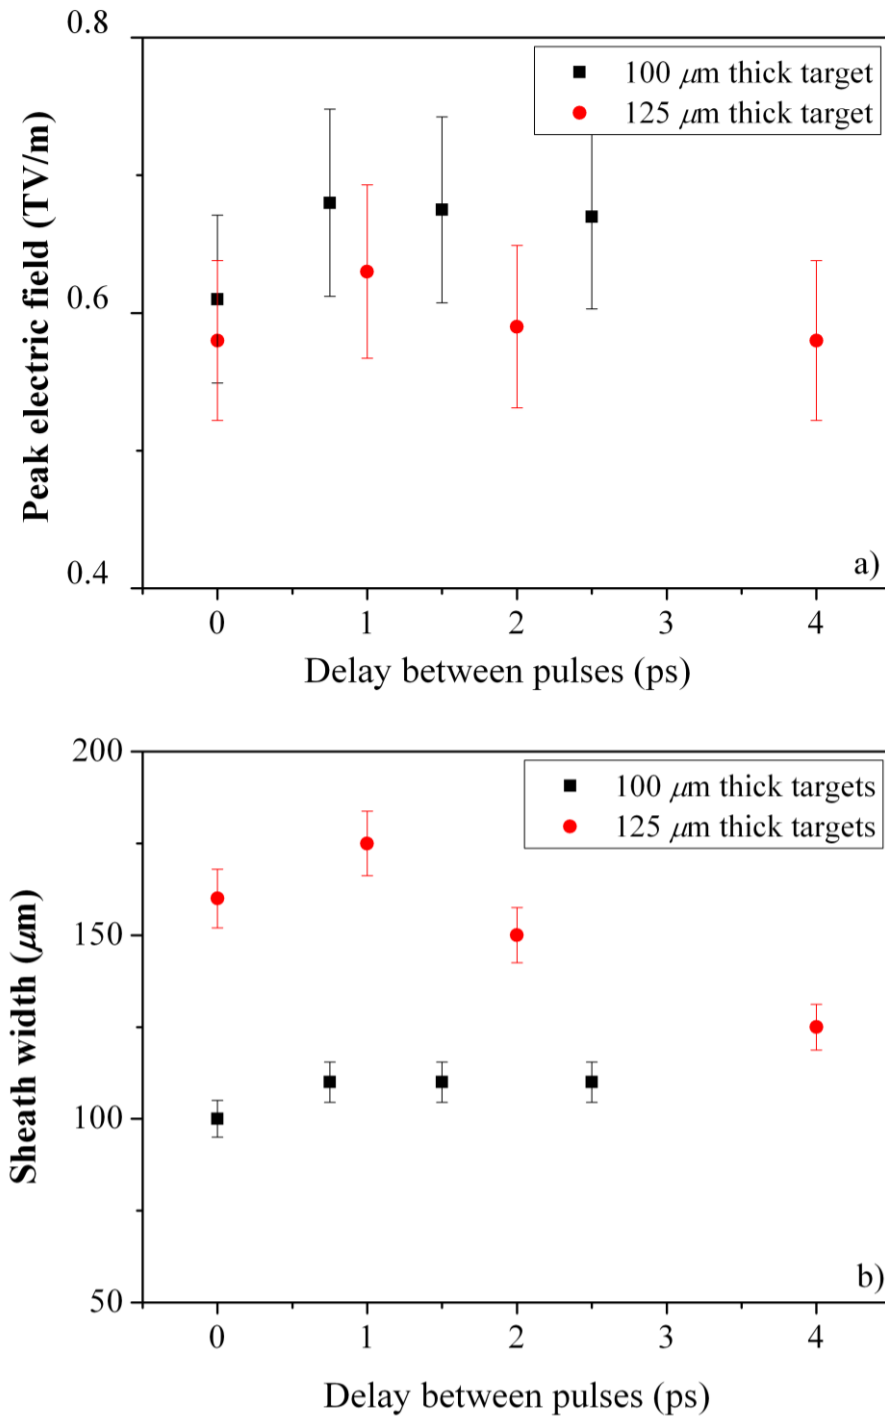 0.8
100 μm thick target
125 μm thick target
Peak electric field (TV/m)
0.6
0.4
a)
0 1 2 3 4
Delay between pulses (ps)
200
100 μm thick targets
125 μm thick targets
150
Sheath width (μm)
100
50
b)
0 1 2 3 4
Delay between pulses (ps)